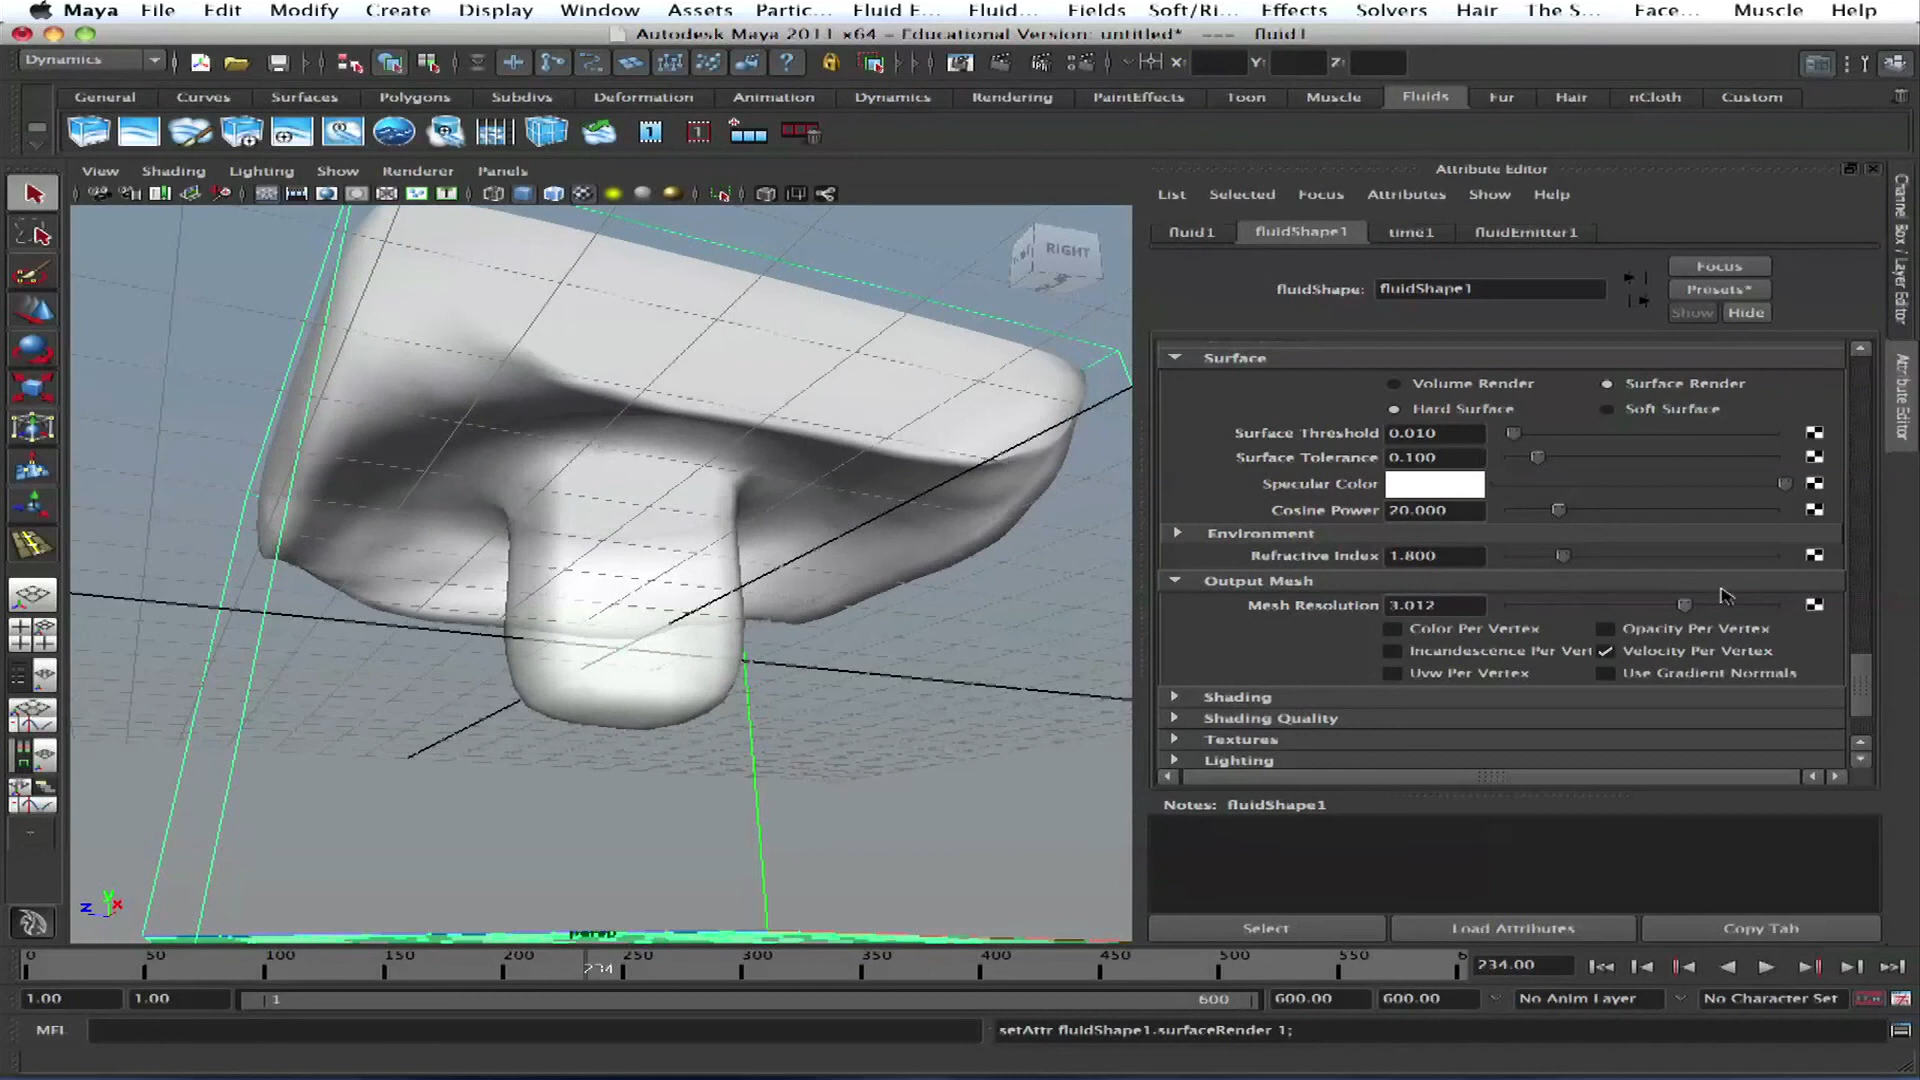 Maya File Edit Modify Create Display Window Assets Partic... Fluid E... Fluid... Fields Soft/Ri... Effects Solvers Hair The S... Face... Muscle Help
Autodesk Maya 2011 x64 – Educational Version: untitled* --- fluid1
Dynamics X: Y: Z:
General Curves Surfaces Polygons Subdivs Deformation Animation Dynamics Rendering PaintEffects Toon Muscle Fluids Fur Hair nCloth Custom
View Shading Lighting Show Renderer Panels
RIGHT
z y x
persp
Attribute Editor
List Selected Focus Attributes Show Help
fluid1 fluidShape1 time1 fluidEmitter1
Focus
fluidShape: fluidShape1 Presets*
Show Hide
Surface
Volume Render Surface Render
Hard Surface Soft Surface
Surface Threshold 0.010
Surface Tolerance 0.100
Specular Color
Cosine Power 20.000
Environment
Refractive Index 1.800
Output Mesh
Mesh Resolution 3.012
Color Per Vertex Opacity Per Vertex
Incandescence Per Vert Velocity Per Vertex
Uvw Per Vertex Use Gradient Normals
Shading
Shading Quality
Textures
Lighting
Notes: fluidShape1
Select Load Attributes Copy Tab
Channel Box / Layer Editor
Attribute Editor
0 50 100 150 200 234 250 300 350 400 450 500 550 6 234.00
1.00 1.00 1 600 600.00 600.00 No Anim Layer No Character Set
MEL setAttr fluidShape1.surfaceRender 1;